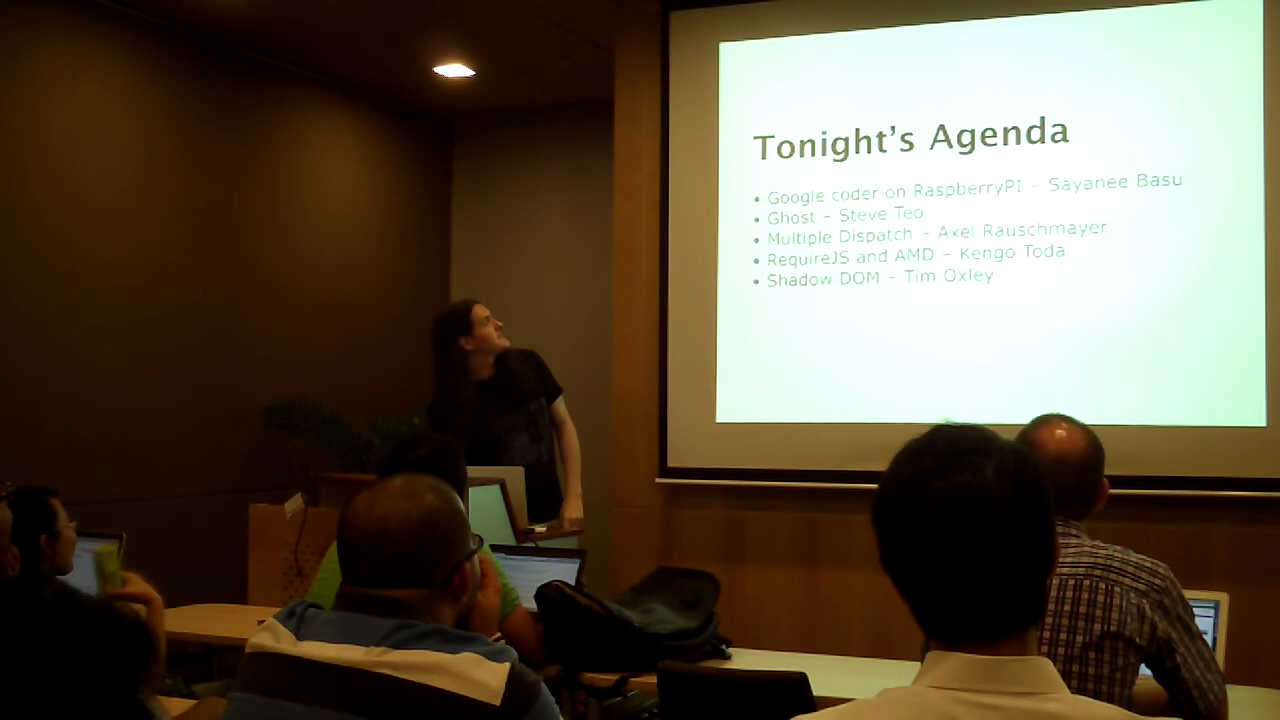 Tonight's Agenda
• Google coder on RaspberryPI – Sayanee Basu
• Ghost – Steve Teo
• Multiple Dispatch – Axel Rauschmayer
• RequireJS and AMD – Kengo Toda
• Shadow DOM – Tim Oxley